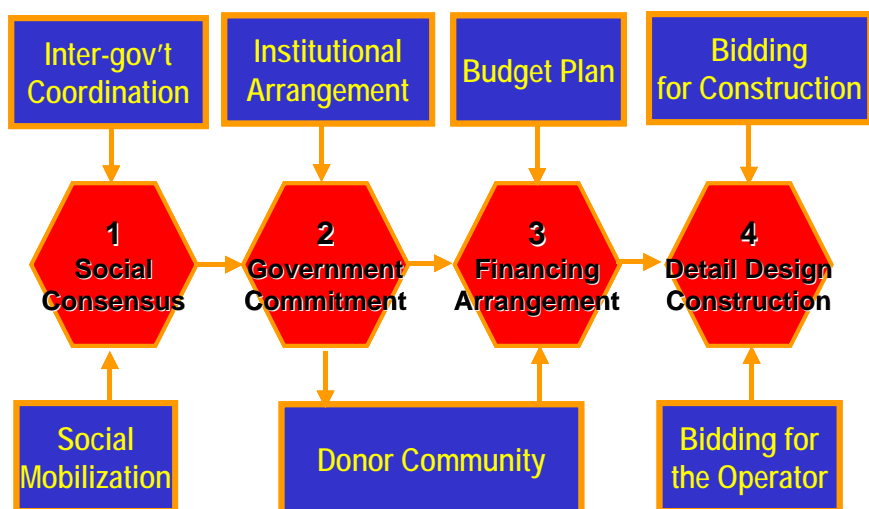 Inter-gov’t
Coordination
Institutional
Arrangement
Budget Plan
Bidding
for Construction
1
Social
Consensus
2
Government
Commitment
3
Financing
Arrangement
4
Detail Design
Construction
Social
Mobilization
Donor Community
Bidding for
the Operator